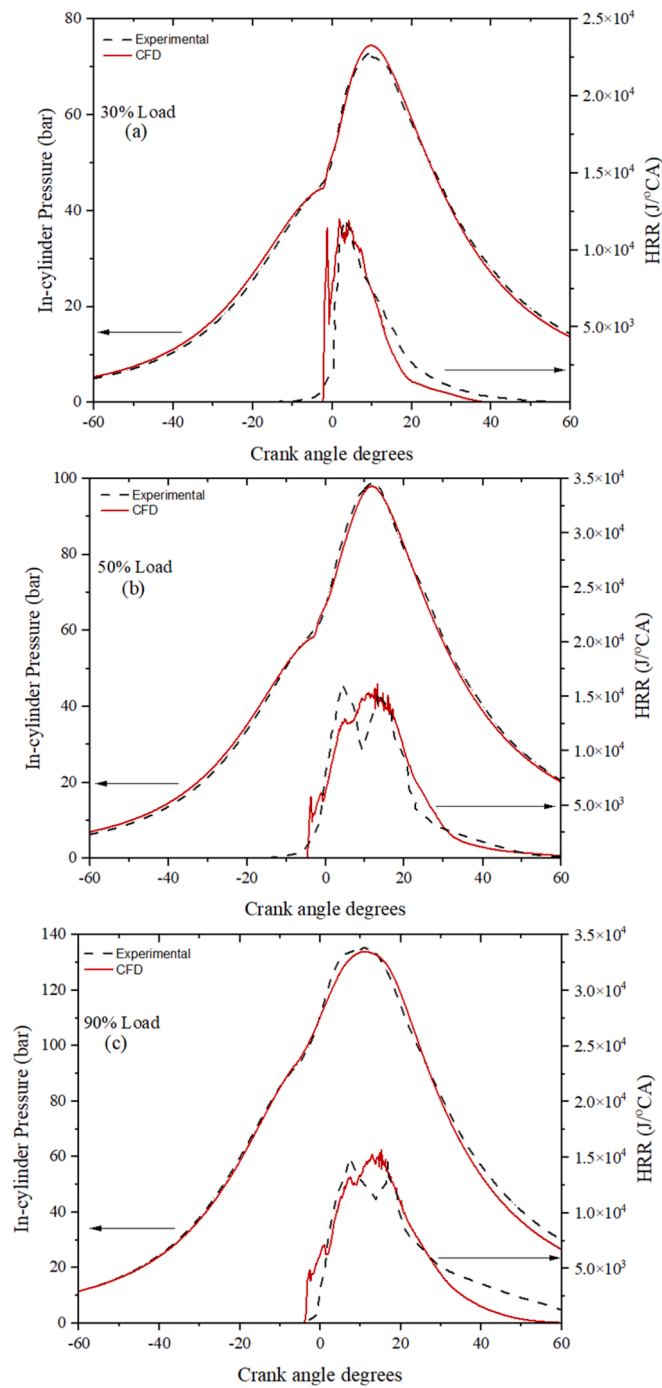 Experimental
CFD
30% Load
(a)
In-cylinder Pressure (bar)
80
60
40
20
0
2.5×10⁴
2.0×10⁴
1.5×10⁴
1.0×10⁴
5.0×10³
HRR (J/°CA)
-60 -40 -20 0 20 40 60
Crank angle degrees
Experimental
CFD
50% Load
(b)
In-cylinder Pressure (bar)
100
80
60
40
20
0
3.5×10⁴
3.0×10⁴
2.5×10⁴
2.0×10⁴
1.5×10⁴
1.0×10⁴
5.0×10³
HRR (J/°CA)
-60 -40 -20 0 20 40 60
Crank angle degrees
Experimental
CFD
90% Load
(c)
In-cylinder Pressure (bar)
140
120
100
80
60
40
20
0
3.5×10⁴
3.0×10⁴
2.5×10⁴
2.0×10⁴
1.5×10⁴
1.0×10⁴
5.0×10³
HRR (J/°CA)
-60 -40 -20 0 20 40 60
Crank angle degrees